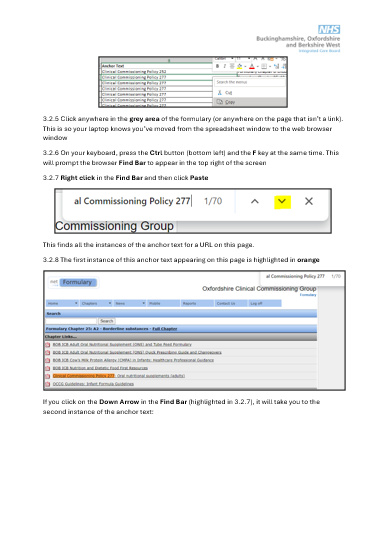 NHS
Buckinghamshire, Oxfordshire
and Berkshire West
Integrated Care Board
Anchor Text
Clinical Commissioning Policy 252
Clinical Commissioning Policy 277
Clinical Commissioning Policy 277
Clinical Commissioning Policy 277
Clinical Commissioning Policy 277
Clinical Commissioning Policy 277
Cut
Copy
3.2.5 Click anywhere in the grey area of the formulary (or anywhere on the page that isn't a link).
This is so your laptop knows you've moved from the spreadsheet window to the web browser
window
3.2.6 On your keyboard, press the Ctrl button (bottom left) and the F key at the same time. This
will prompt the browser Find Bar to appear in the top right of the screen
3.2.7 Right click in the Find Bar and then click Paste
al Commissioning Policy 277 1/70
Commissioning Group
This finds all the instances of the anchor text for a URL on this page.
3.2.8 The first instance of this anchor text appearing on this page is highlighted in orange
al Commissioning Policy 277 1/70
net Formulary
Oxfordshire Clinical Commissioning Group
Formulary
Home Chapters News Public Reports Contact Us Log off
Search
Search
Formulary Chapter 23: A2 - Borderline substances - Full Chapter
Chapter Links...
BOB ICB Adult Oral Nutritional Supplement (ONS) and Tube Feed Formulary
BOB ICB Adult Oral Nutritional Supplement (ONS) Quick Prescribing Guide and Champavera
BOB ICB Cow's Milk Protein Allergy (CMPA) in Infants: Healthcare Professional Guidance
BOB ICB Nutrition and Dietetic Food First Resources
Clinical Commissioning Policy 277 Oral nutritional supplements (adults)
OCCG Guidelines: Infant Formula Guidelines
If you click on the Down Arrow in the Find Bar (highlighted in 3.2.7), it will take you to the
second instance of the anchor text: